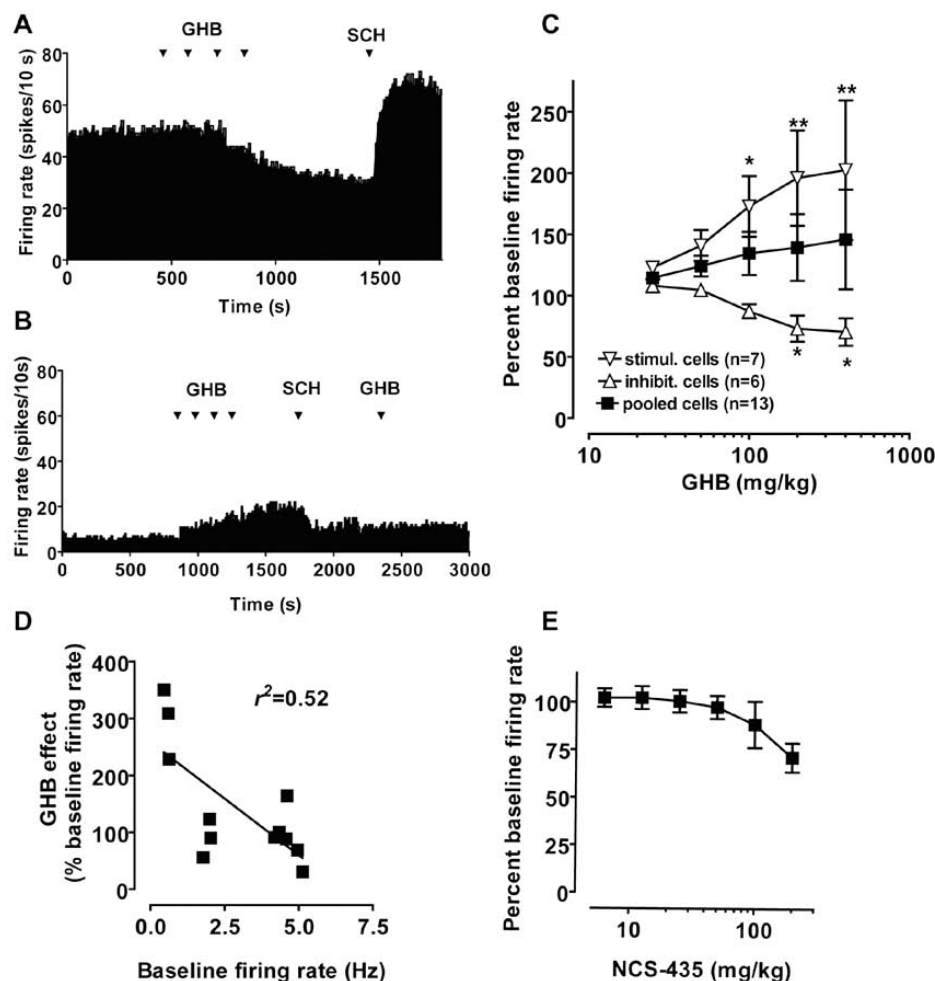 A
GHB
SCH
Firing rate (spikes/10 s)
80
60
40
20
0
0
500
1000
1500
Time (s)
B
GHB
SCH
GHB
Firing rate (spikes/10s)
80
60
40
20
0
0
500
1000
1500
2000
2500
3000
Time (s)
C
Percent baseline firing rate
250
200
150
100
50
0
*
**
**
*
*
stimul. cells (n=7)
inhibit. cells (n=6)
pooled cells (n=13)
10
100
1000
GHB (mg/kg)
D
GHB effect
(% baseline firing rate)
400
300
200
100
0
r²=0.52
0.0
2.5
5.0
7.5
Baseline firing rate (Hz)
E
Percent baseline firing rate
100
75
50
25
0
10
100
NCS-435 (mg/kg)